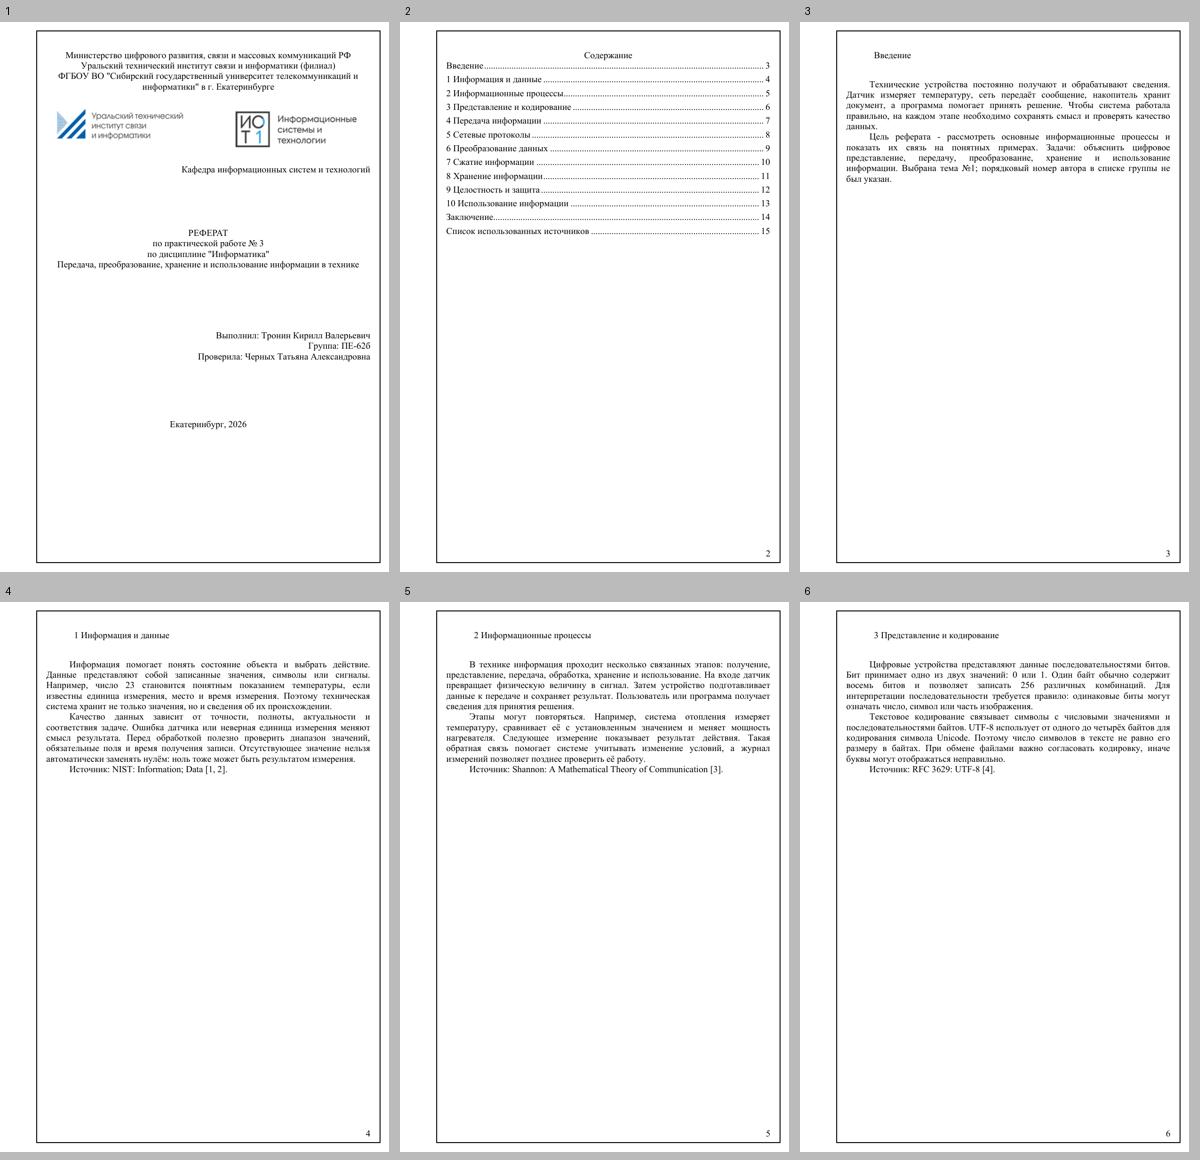 1
Министерство цифрового развития, связи и массовых коммуникаций РФ
Уральский технический институт связи и информатики (филиал)
ФГБОУ ВО "Сибирский государственный университет телекоммуникаций и
информатики" в г. Екатеринбурге
Уральский технический
институт связи
и информатики
ИО
Т 1
Информационные
системы и
технологии
Кафедра информационных систем и технологий
РЕФЕРАТ
по практической работе № 3
по дисциплине "Информатика"
Передача, преобразование, хранение и использование информации в технике
Выполнил: Тронин Кирилл Валерьевич
Группа: ПЕ-62б
Проверила: Черных Татьяна Александровна
Екатеринбург, 2026
2
Содержание
Введение 3
1 Информация и данные 4
2 Информационные процессы 5
3 Представление и кодирование 6
4 Передача информации 7
5 Сетевые протоколы 8
6 Преобразование данных 9
7 Сжатие информации 10
8 Хранение информации 11
9 Целостность и защита 12
10 Использование информации 13
Заключение 14
Список использованных источников 15
2
3
Введение
Технические устройства постоянно получают и обрабатывают сведения.
Датчик измеряет температуру, сеть передаёт сообщение, накопитель хранит
документ, а программа помогает принять решение. Чтобы система работала
правильно, на каждом этапе необходимо сохранять смысл и проверять качество
данных.
Цель реферата - рассмотреть основные информационные процессы и
показать их связь на понятных примерах. Задачи: объяснить цифровое
представление, передачу, преобразование, хранение и использование
информации. Выбрана тема №1; порядковый номер автора в списке группы не
был указан.
3
4
1 Информация и данные
Информация помогает понять состояние объекта и выбрать действие.
Данные представляют собой записанные значения, символы или сигналы.
Например, число 23 становится понятным показанием температуры, если
известны единица измерения, место и время измерения. Поэтому техническая
система хранит не только значения, но и сведения об их происхождении.
Качество данных зависит от точности, полноты, актуальности и
соответствия задаче. Ошибка датчика или неверная единица измерения меняют
смысл результата. Перед обработкой полезно проверить диапазон значений,
обязательные поля и время получения записи. Отсутствующее значение нельзя
автоматически заменять нулём: ноль тоже может быть результатом измерения.
Источник: NIST: Information; Data [1, 2].
4
5
2 Информационные процессы
В технике информация проходит несколько связанных этапов: получение,
представление, передача, обработка, хранение и использование. На входе датчик
превращает физическую величину в сигнал. Затем устройство подготавливает
данные к передаче и сохраняет результат. Пользователь или программа получает
сведения для принятия решения.
Этапы могут повторяться. Например, система отопления измеряет
температуру, сравнивает её с установленным значением и меняет мощность
нагревателя. Следующее измерение показывает результат действия. Такая
обратная связь помогает системе учитывать изменение условий, а журнал
измерений позволяет позднее проверить её работу.
Источник: Shannon: A Mathematical Theory of Communication [3].
5
6
3 Представление и кодирование
Цифровые устройства представляют данные последовательностями битов.
Бит принимает одно из двух значений: 0 или 1. Один байт обычно содержит
восемь битов и позволяет записать 256 различных комбинаций. Для
интерпретации последовательности требуется правило: одинаковые биты могут
означать число, символ или часть изображения.
Текстовое кодирование связывает символы с числовыми значениями и
последовательностями байтов. UTF-8 использует от одного до четырёх байтов для
кодирования символа Unicode. Поэтому число символов в тексте не равно его
размеру в байтах. При обмене файлами важно согласовать кодировку, иначе
буквы могут отображаться неправильно.
Источник: RFC 3629: UTF-8 [4].
6